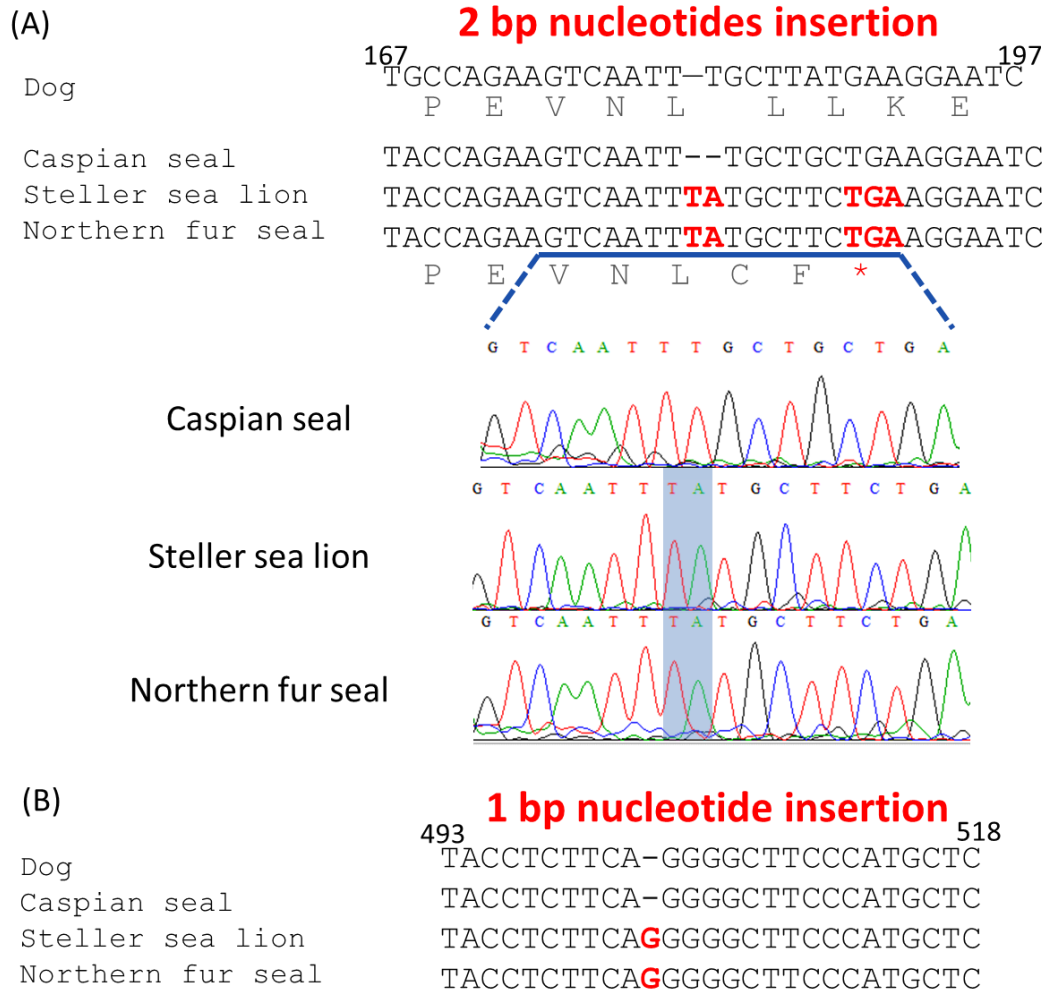 (A)
2 bp nucleotides insertion
167 197
Dog TGCCAGAAGTCAATT—TGCTTATGAAGGAATC
P E V N L L L K E
Caspian seal TACCAGAAGTCAATT--TGCTGCTGAAGGAATC
Steller sea lion TACCAGAAGTCAATTTATGCTTCTGAAGGAATC
Northern fur seal TACCAGAAGTCAATTTATGCTTCTGAAGGAATC
P E V N L C F *
G T C A A T T T G C T G C T G A
Caspian seal
G T C A A T T T A T G C T T C T G A
Steller sea lion
G T C A A T T T A T G C T T C T G A
Northern fur seal
(B)
1 bp nucleotide insertion
493 518
Dog TACCTCTTCA-GGGGCTTCCCATGCTC
Caspian seal TACCTCTTCA-GGGGCTTCCCATGCTC
Steller sea lion TACCTCTTCAGGGGGCTTCCCATGCTC
Northern fur seal TACCTCTTCAGGGGGCTTCCCATGCTC